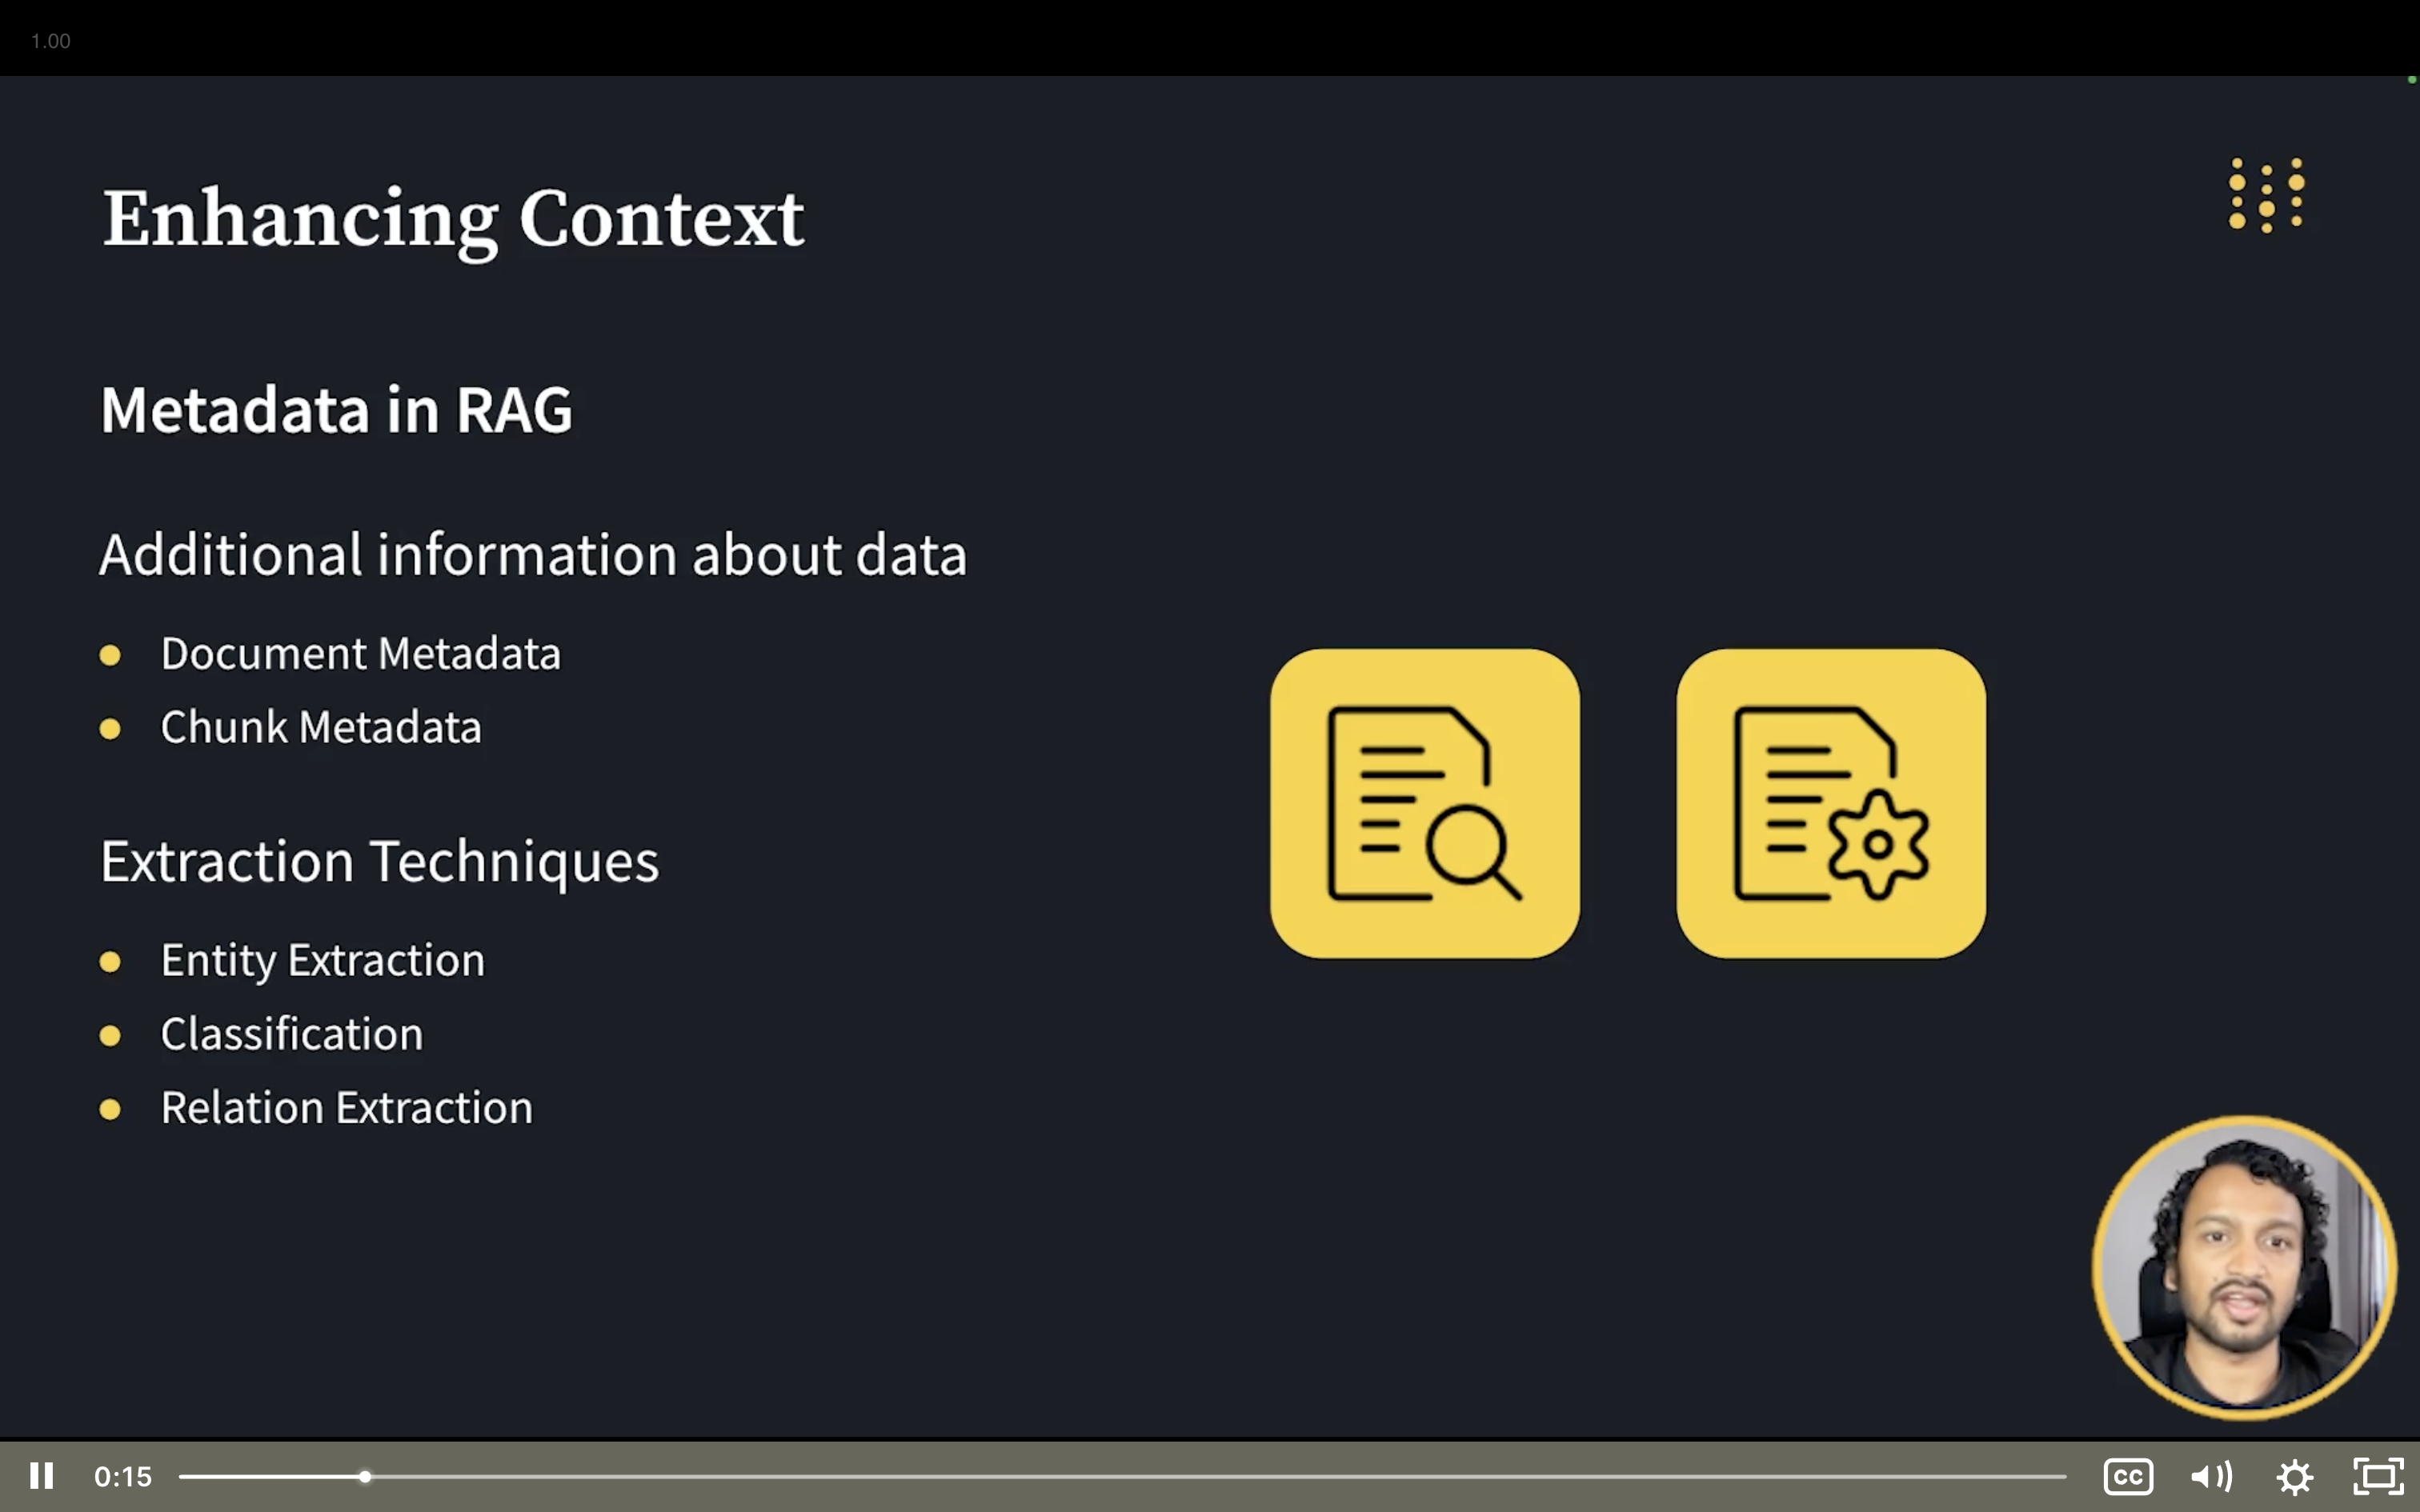 1.00
Enhancing Context
Metadata in RAG
Additional information about data
Document Metadata
Chunk Metadata
Extraction Techniques
Entity Extraction
Classification
Relation Extraction
0:15
CC